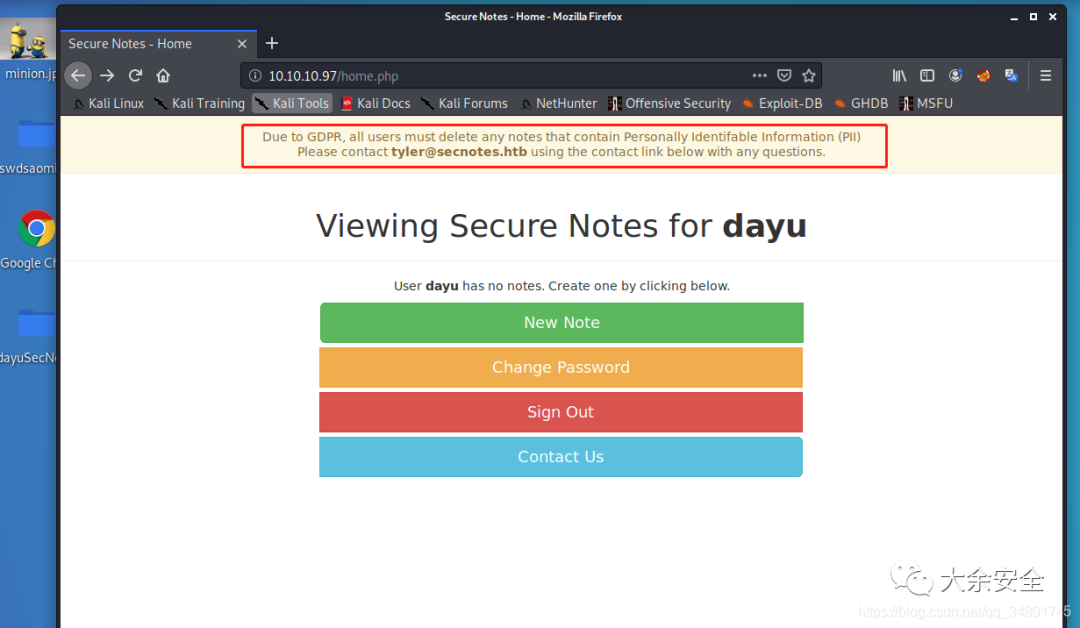 Secure Notes - Home - Mozilla Firefox
Secure Notes - Home
10.10.10.97/home.php
Kali Linux Kali Training Kali Tools Kali Docs Kali Forums NetHunter Offensive Security Exploit-DB GHDB MSFU
minion.jp
swdsaomi
Google Ch
dayuSecNo
Due to GDPR, all users must delete any notes that contain Personally Identifable Information (PII)
Please contact tyler@secnotes.htb using the contact link below with any questions.
Viewing Secure Notes for dayu
User dayu has no notes. Create one by clicking below.
New Note
Change Password
Sign Out
Contact Us
大余安全
https://blog.csdn.net/qq_34801745